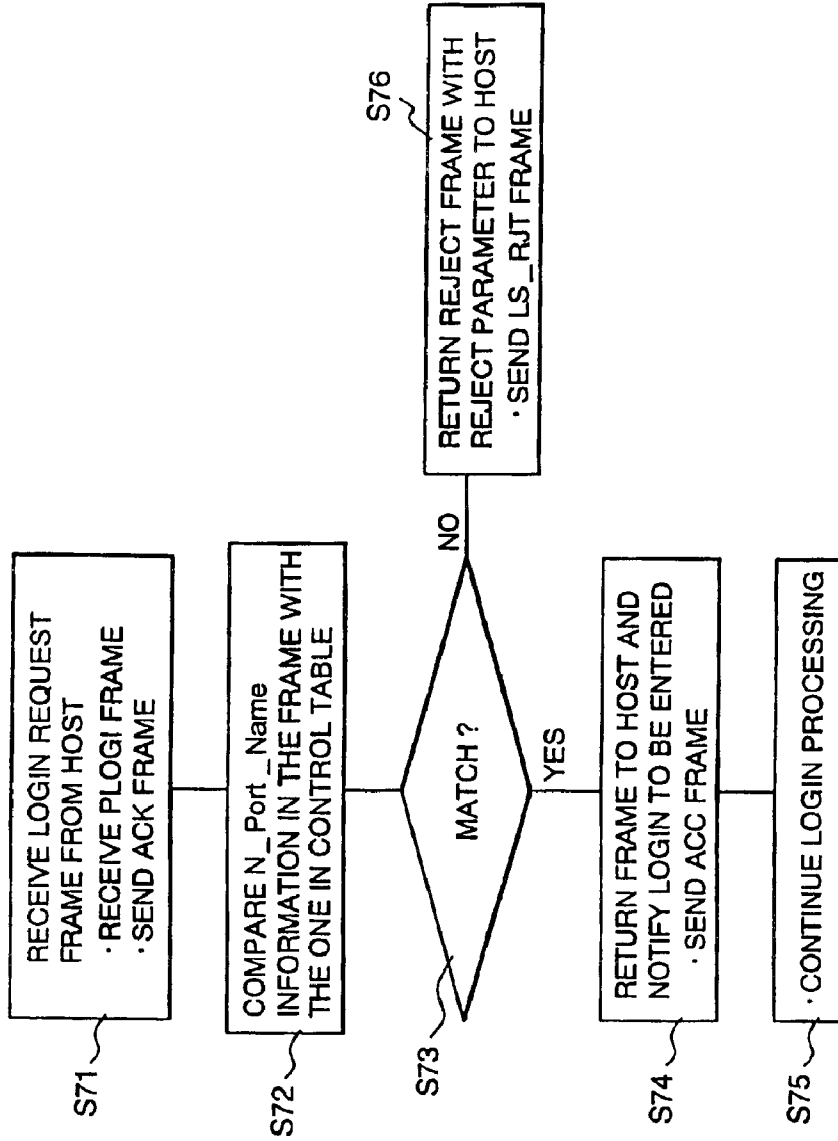 S71
RECEIVE LOGIN REQUEST
FRAME FROM HOST
· RECEIVE PLOGI FRAME
· SEND ACK FRAME
S72
COMPARE N_Port_Name
INFORMATION IN THE FRAME WITH
THE ONE IN CONTROL TABLE
S73
MATCH ?
NO
YES
S76
RETURN REJECT FRAME WITH
REJECT PARAMETER TO HOST
· SEND LS_RJT FRAME
S74
RETURN FRAME TO HOST AND
NOTIFY LOGIN TO BE ENTERED
· SEND ACC FRAME
S75
· CONTINUE LOGIN PROCESSING